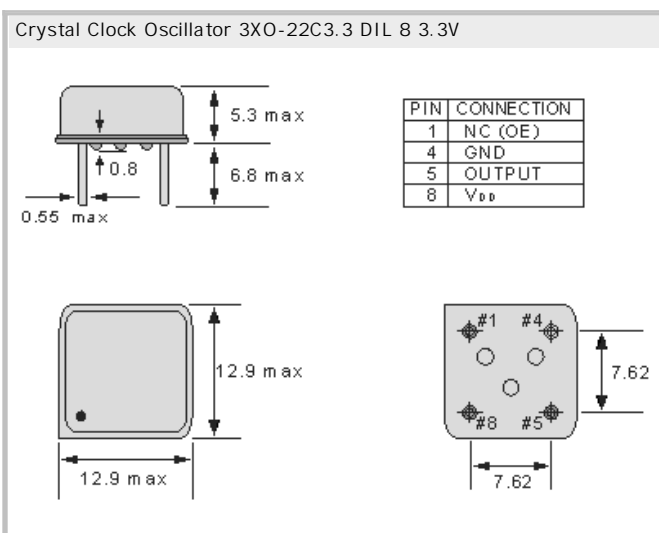 Crystal Clock Oscillator 3XO-22C3.3 DIL 8 3.3V
5.3 max
0.8
6.8 max
0.55 max
PIN CONNECTION
1 NC (OE)
4 GND
5 OUTPUT
8 VDD
12.9 max
12.9 max
#1 #4
7.62
#8 #5
7.62